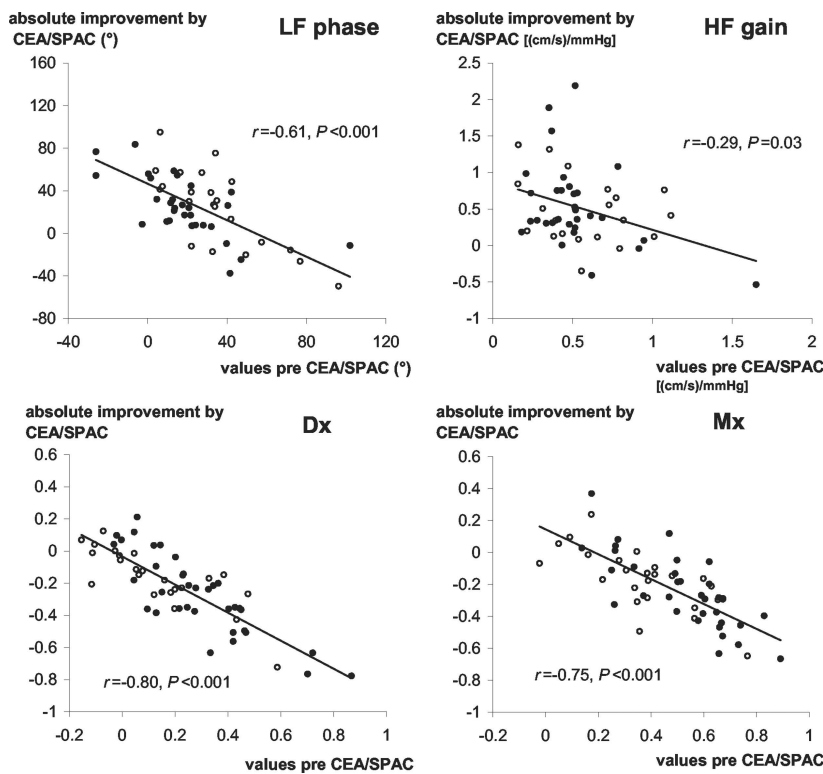 absolute improvement by
CEA/SPAC (°)
LF phase
160
120
80
40
0
-40
-80
r=-0.61, P<0.001
-40 0 40 80 120
values pre CEA/SPAC (°)
absolute improvement by
CEA/SPAC [(cm/s)/mmHg]
HF gain
2.5
2
1.5
1
0.5
0
-0.5
-1
r=-0.29, P=0.03
0 0.5 1 1.5 2
values pre CEA/SPAC
[(cm/s)/mmHg]
absolute improvement by
CEA/SPAC
Dx
0.6
0.4
0.2
0
-0.2
-0.4
-0.6
-0.8
-1
r=-0.80, P<0.001
-0.2 0 0.2 0.4 0.6 0.8 1
values pre CEA/SPAC
absolute improvement by
CEA/SPAC
Mx
0.6
0.4
0.2
0
-0.2
-0.4
-0.6
-0.8
-1
r=-0.75, P<0.001
-0.2 0 0.2 0.4 0.6 0.8 1
values pre CEA/SPAC